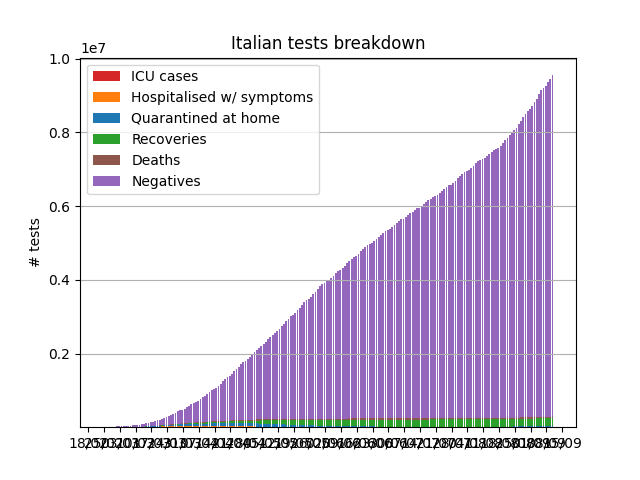 Italian tests breakdown
1e7
1.0
0.8
0.6
0.4
0.2
# tests
ICU cases
Hospitalised w/ symptoms
Quarantined at home
Recoveries
Deaths
Negatives